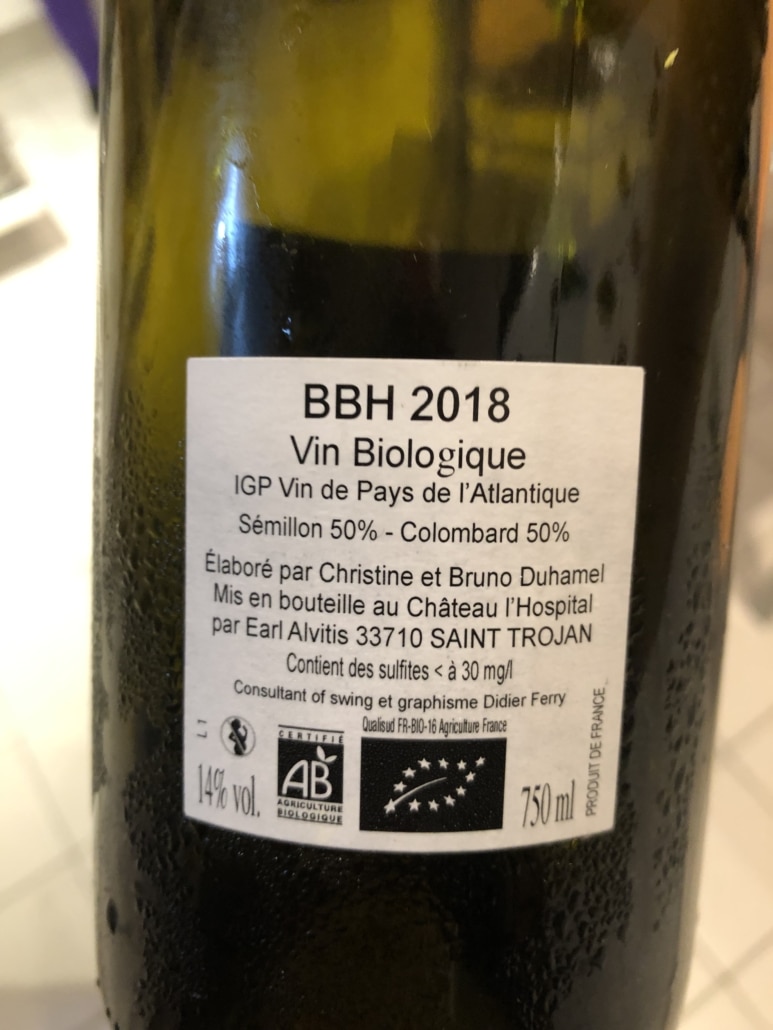 BBH 2018
Vin Biologique
IGP Vin de Pays de l'Atlantique
Sémillon 50% - Colombard 50%
Élaboré par Christine et Bruno Duhamel
Mis en bouteille au Château l'Hospital
par Earl Alvitis 33710 SAINT TROJAN
Contient des sulfites < à 30 mg/l
Consultant of swing et graphisme Didier Ferry
Qualisud FR-BIO-16 Agriculture France
L 1
CERTIFIÉ
AB
AGRICULTURE
BIOLOGIQUE
14% vol.
750 ml
PRODUIT DE FRANCE